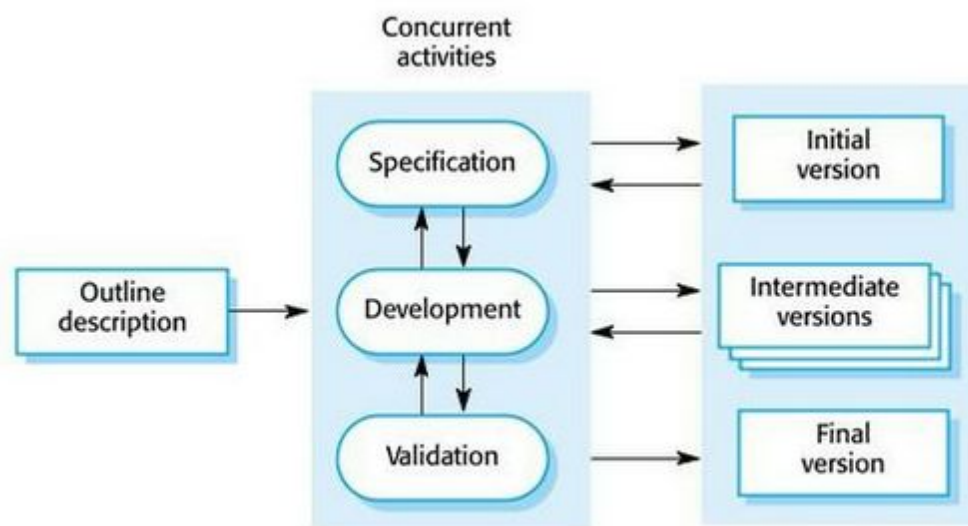 Concurrent
activities
Specification
Initial
version
Outline
description
Development
Intermediate
versions
Validation
Final
version